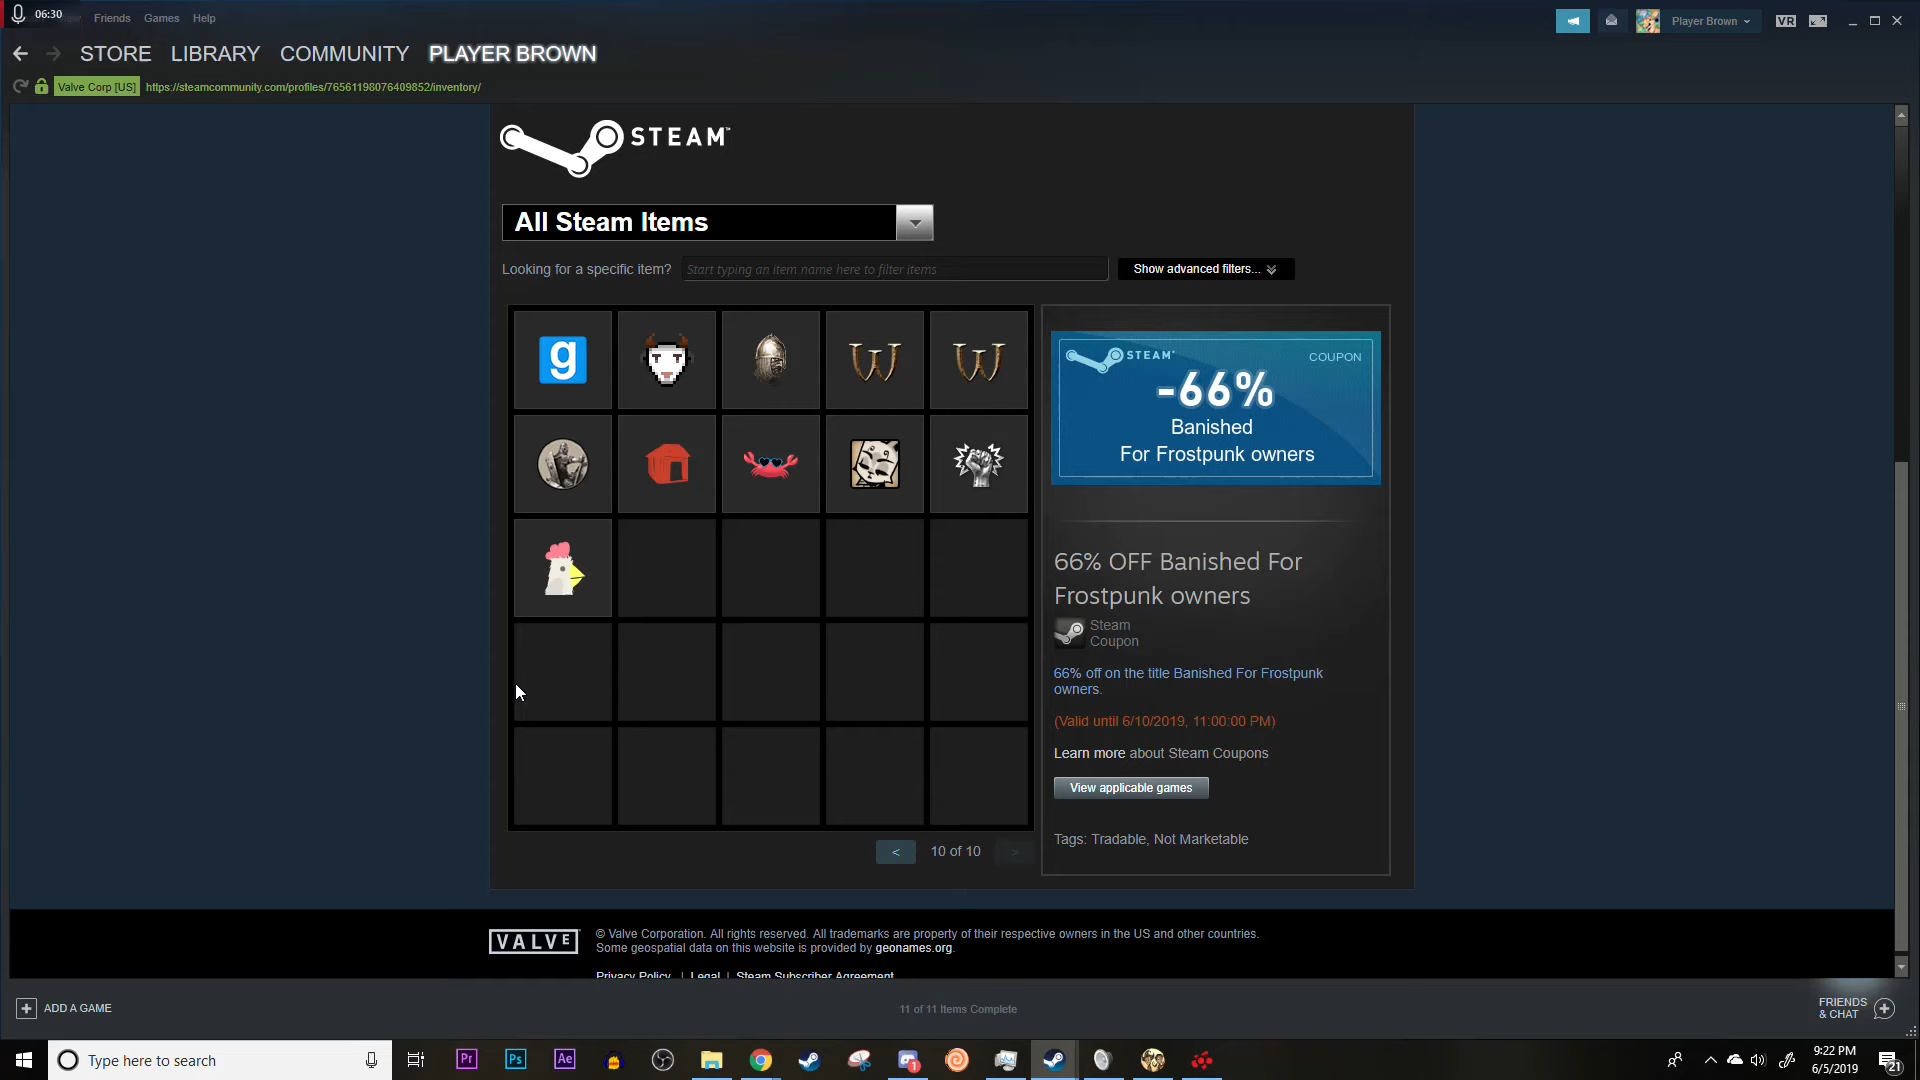 06:30
Friends Games Help
Player Brown
VR
STORE LIBRARY COMMUNITY PLAYER BROWN
Valve Corp [US] https://steamcommunity.com/profiles/76561198076409852/inventory/
STEAM™
All Steam Items
Looking for a specific item? Start typing an item name here to filter items Show advanced filters...
g
W W
STEAM™ COUPON
-66%
Banished
For Frostpunk owners
66% OFF Banished For
Frostpunk owners
Steam
Coupon
66% off on the title Banished For Frostpunk
owners.
(Valid until 6/10/2019, 11:00:00 PM)
Learn more about Steam Coupons
View applicable games
Tags: Tradable, Not Marketable
< 10 of 10 >
VALVE
© Valve Corporation. All rights reserved. All trademarks are property of their respective owners in the US and other countries.
Some geospatial data on this website is provided by geonames.org.
Privacy Policy | Legal | Steam Subscriber Agreement
ADD A GAME
11 of 11 Items Complete
FRIENDS
& CHAT
Type here to search
Pr Ps Ae
1
9:22 PM
6/5/2019
21